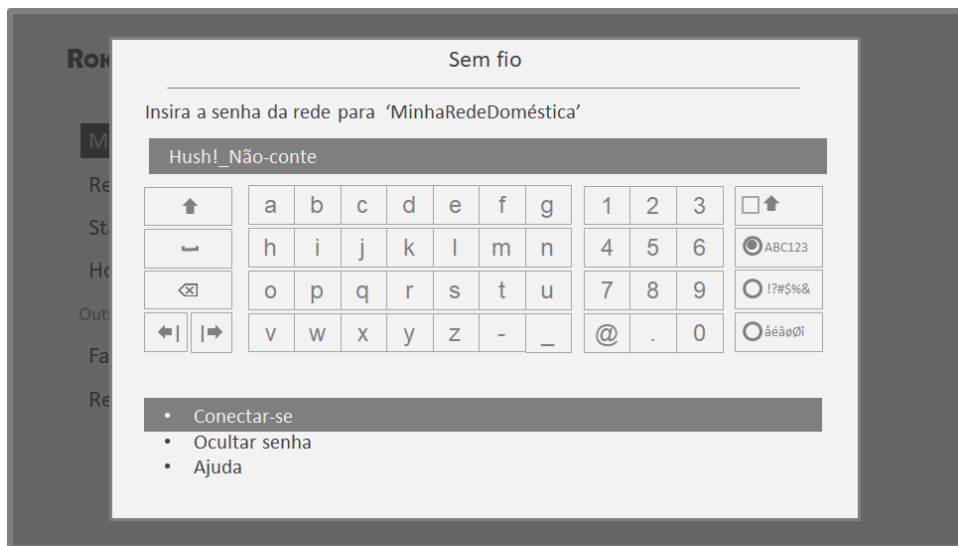 Sem fio
Insira a senha da rede para ‘MinhaRedeDoméstica’
Hush!_Não-conte
a b c d e f g 1 2 3
h i j k l m n 4 5 6 ABC123
o p q r s t u 7 8 9 !?#$%&
v w x y z - _ @ . 0 åéâøØî
• Conectar-se
• Ocultar senha
• Ajuda